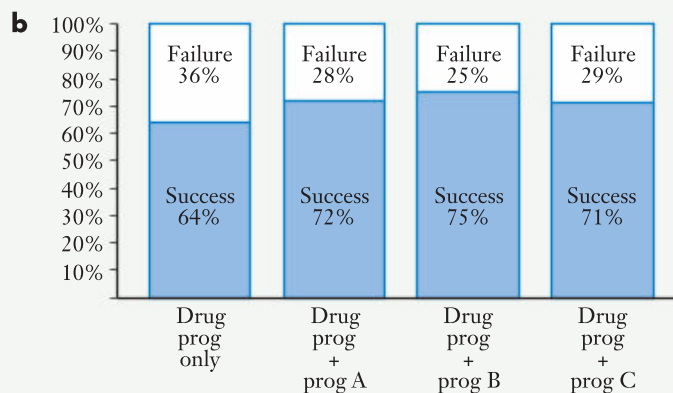 b
100%
90%
80%
70%
60%
50%
40%
30%
20%
10%
Failure
36%
Failure
28%
Failure
25%
Failure
29%
Success
64%
Success
72%
Success
75%
Success
71%
Drug
prog
only
Drug
prog
+
prog A
Drug
prog
+
prog B
Drug
prog
+
prog C